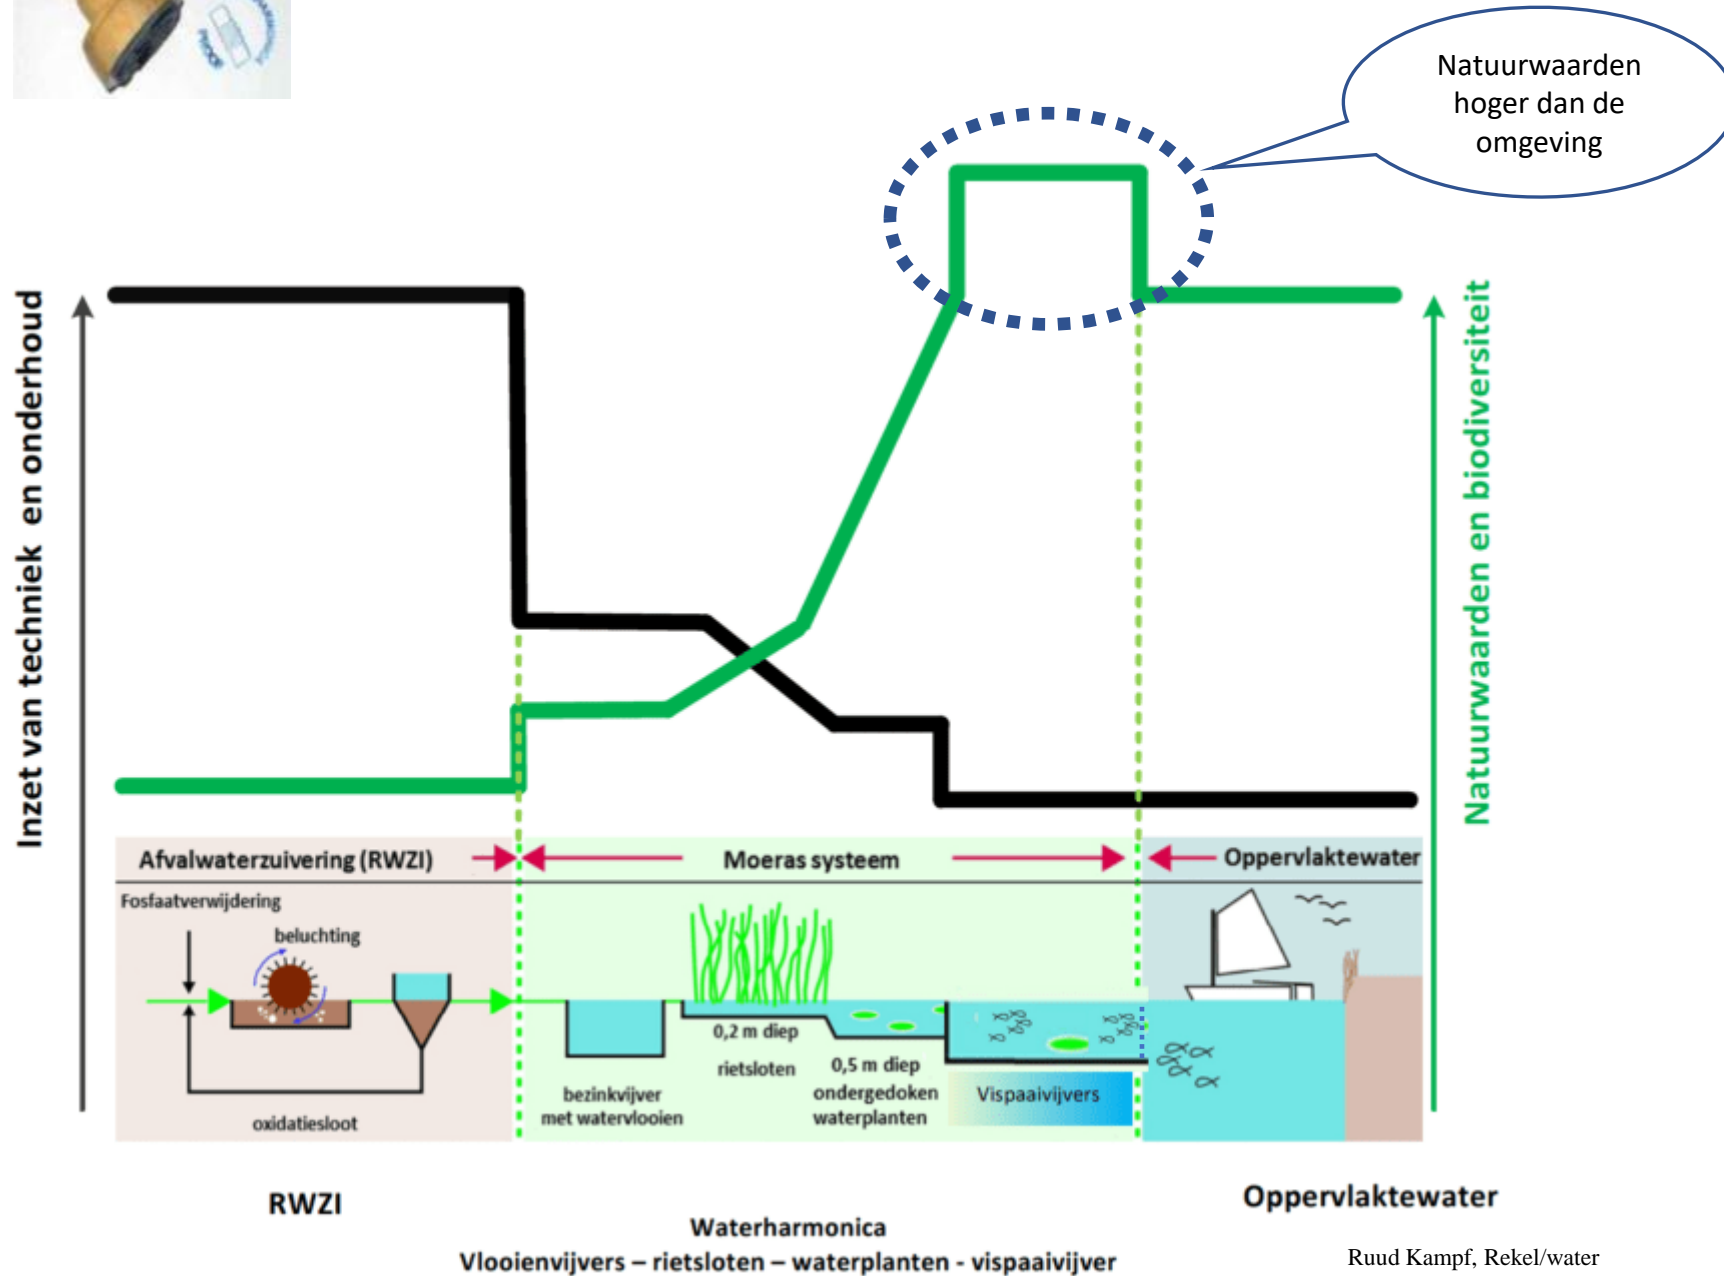 Natuurwaarden
hoger dan de
omgeving
Inzet van techniek en onderhoud
Natuurwaarden en biodiversiteit
Afvalwaterzuivering (RWZI)
Moeras systeem
Oppervlaktewater
Fosfaatverwijdering
beluchting
oxidatiesloot
bezinkvijver
met watervlooien
0,2 m diep
rietsloten
0,5 m diep
ondergedoken
waterplanten
Vispaaivijvers
RWZI
Oppervlaktewater
Waterharmonica
Vlooienvijvers – rietsloten – waterplanten - vispaaivijver
Ruud Kampf, Rekel/water